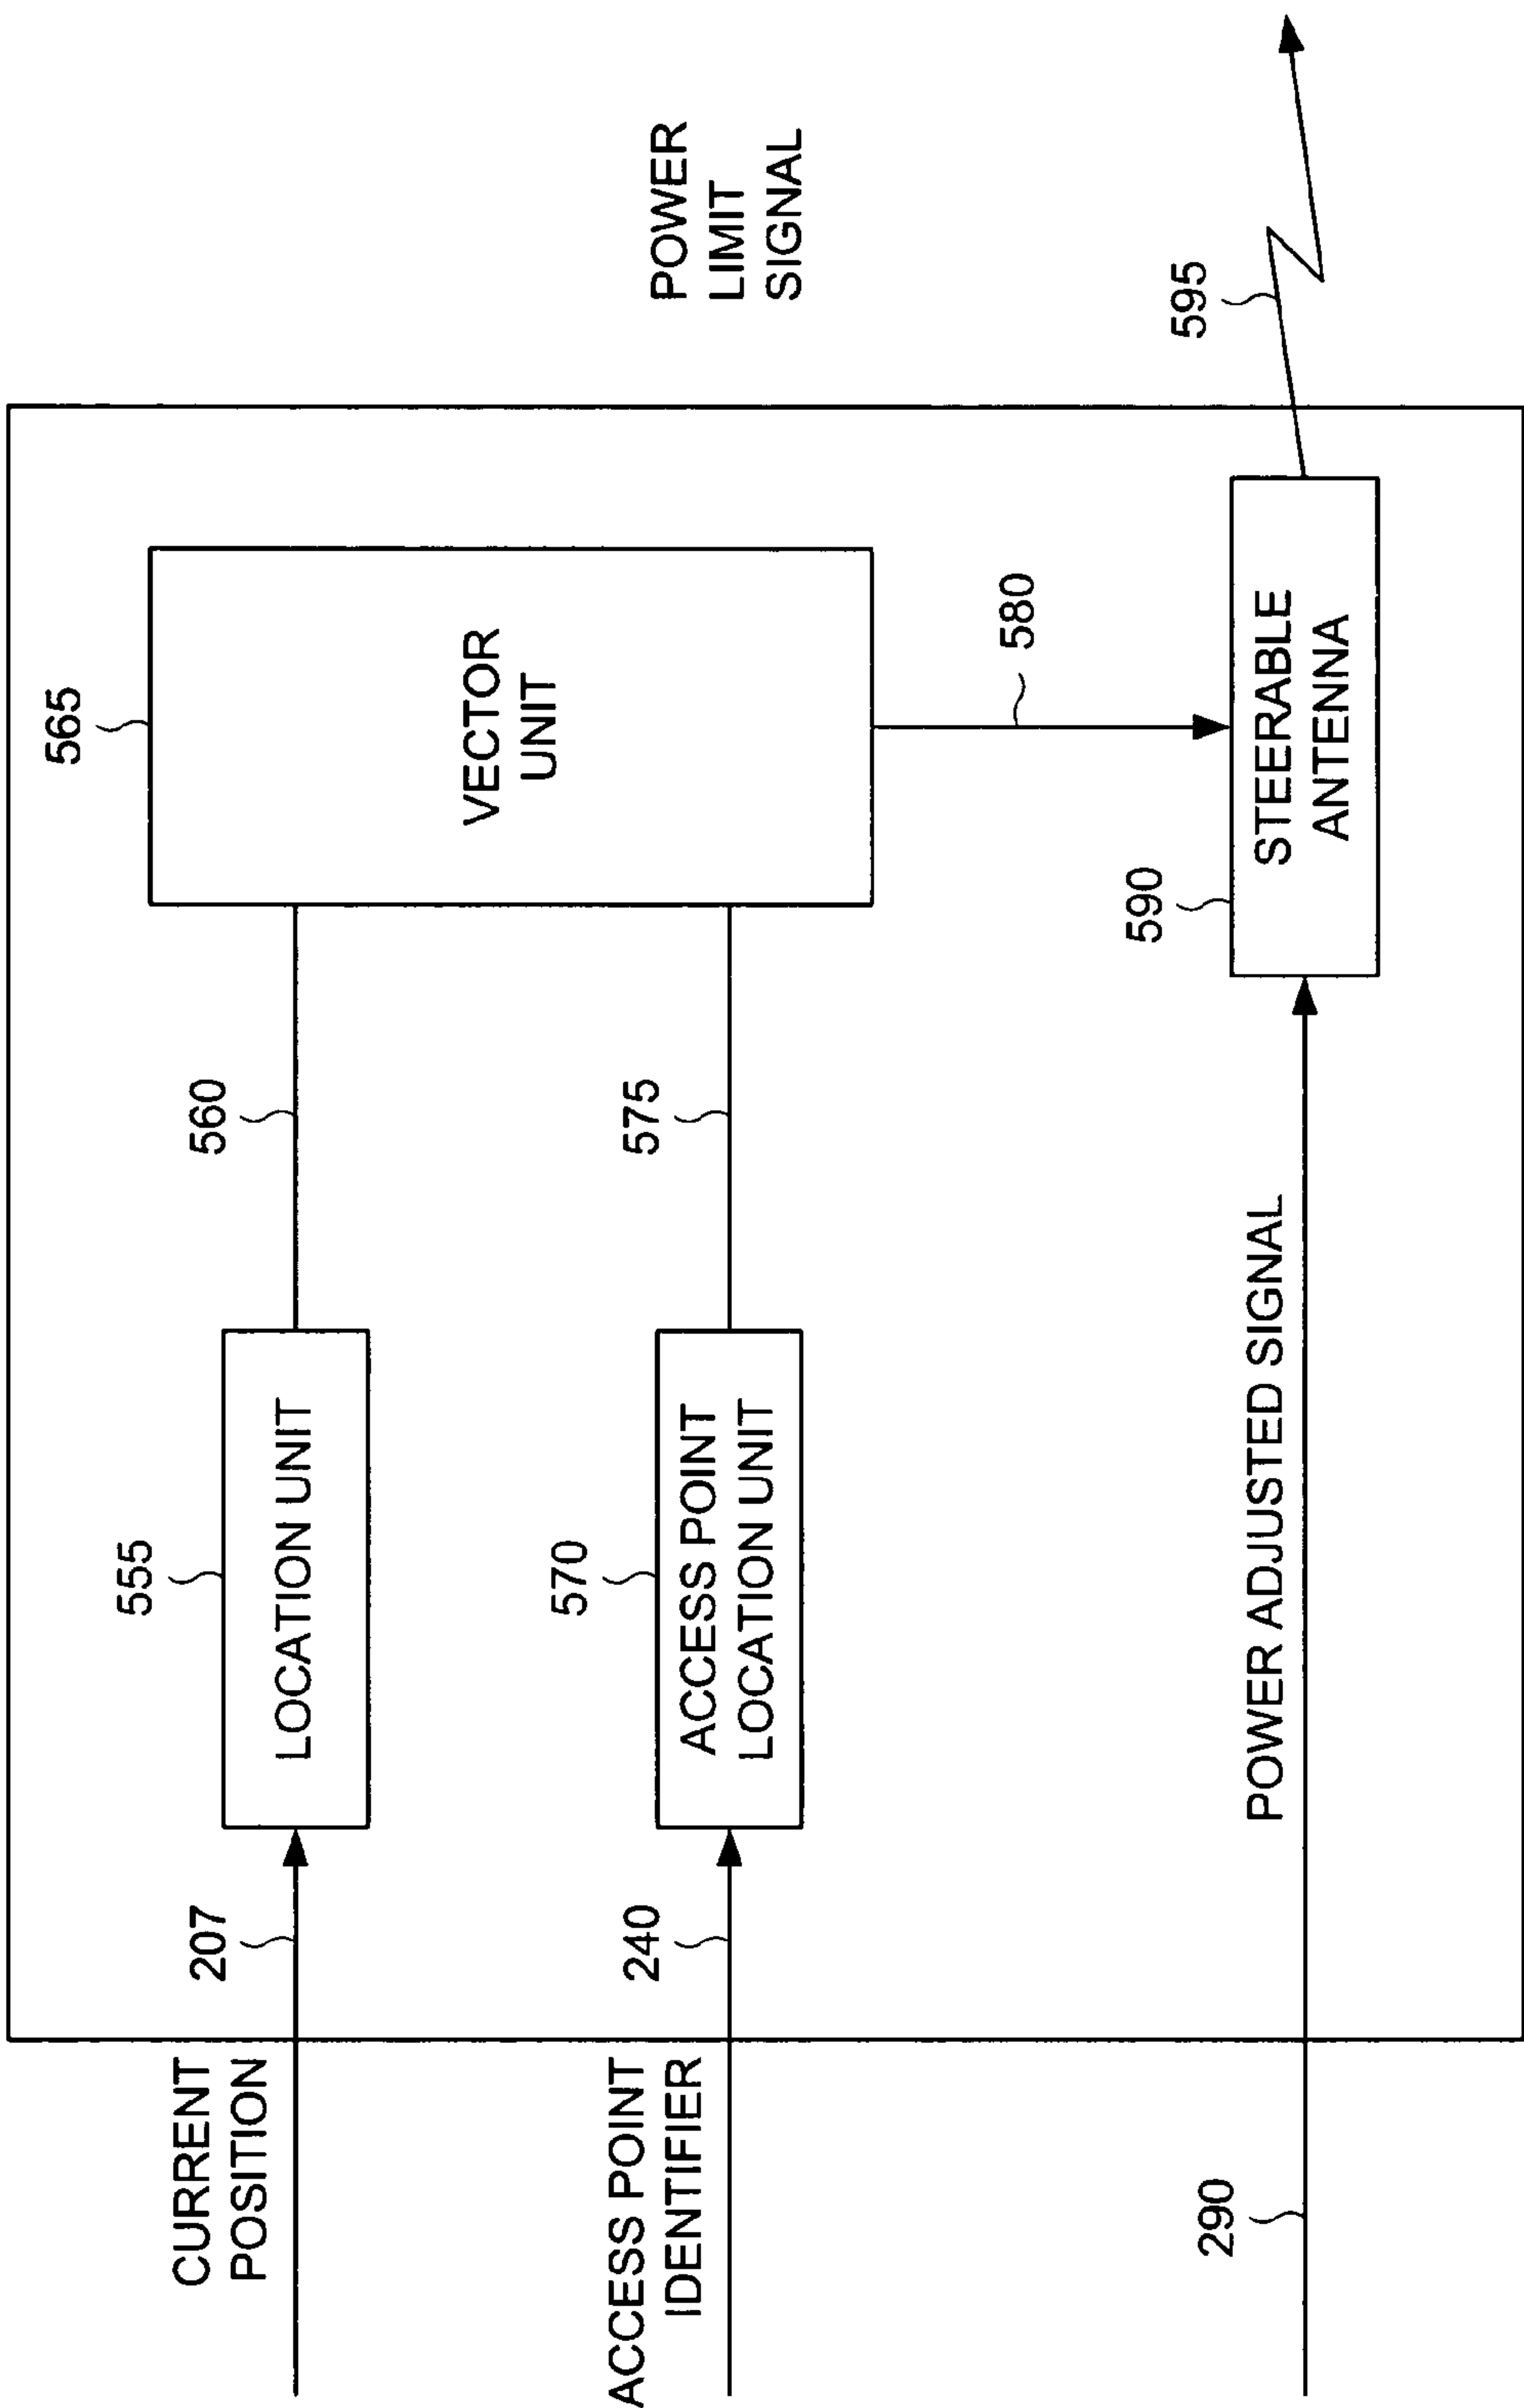 565
VECTOR
UNIT
POWER
LIMIT
SIGNAL
555
LOCATION UNIT
560
CURRENT
POSITION
207
570
ACCESS POINT
LOCATION UNIT
575
580
ACCESS POINT
IDENTIFIER
240
590
STEERABLE
ANTENNA
595
POWER ADJUSTED SIGNAL
290